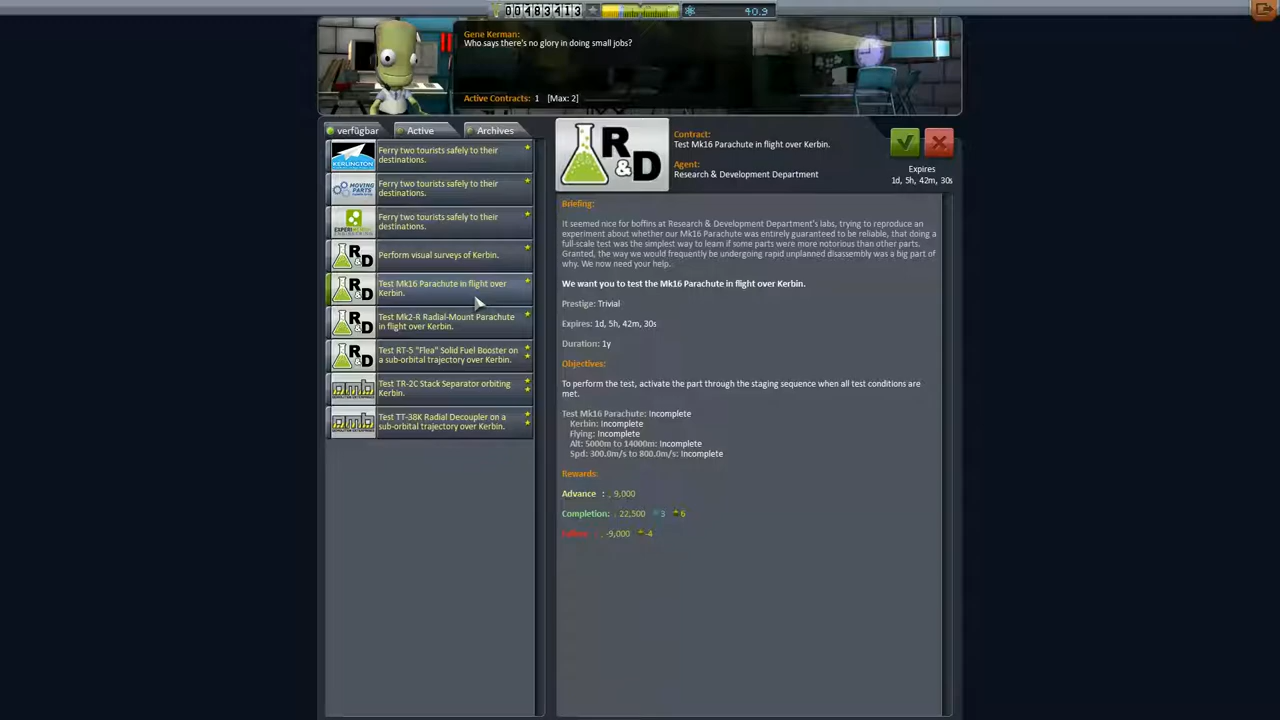 00483413
40.9
Gene Kerman:
Who says there's no glory in doing small jobs?
Active Contracts: 1 [Max: 2]
verfügbar
Active
Archives
KERLINGTON
Ferry two tourists safely to their
destinations.
MOVING
PARTS
Ferry two tourists safely to their
destinations.
Ferry two tourists safely to their
destinations.
R&D
Perform visual surveys of Kerbin.
R&D
Test Mk16 Parachute in flight over
Kerbin.
R&D
Test Mk2-R Radial-Mount Parachute
in flight over Kerbin.
R&D
Test RT-5 "Flea" Solid Fuel Booster on
a sub-orbital trajectory over Kerbin.
Test TR-2C Stack Separator orbiting
Kerbin.
Test TT-38K Radial Decoupler on a
sub-orbital trajectory over Kerbin.
R&D
Contract:
Test Mk16 Parachute in flight over Kerbin.
Agent:
Research & Development Department
Expires
1d, 5h, 42m, 30s
Briefing:
It seemed nice for boffins at Research & Development Department's labs, trying to reproduce an
experiment about whether our Mk16 Parachute was entirely guaranteed to be reliable, that doing a
full-scale test was the simplest way to learn if some parts were more notorious than other parts.
Granted, the way we would frequently be undergoing rapid unplanned disassembly was a big part of
why. We now need your help.
We want you to test the Mk16 Parachute in flight over Kerbin.
Prestige: Trivial
Expires: 1d, 5h, 42m, 30s
Duration: 1y
Objectives:
To perform the test, activate the part through the staging sequence when all test conditions are
met.
Test Mk16 Parachute: Incomplete
Kerbin: Incomplete
Flying: Incomplete
Alt: 5000m to 14000m: Incomplete
Spd: 300.0m/s to 800.0m/s: Incomplete
Rewards:
Advance : 9,000
Completion: 22,500 3 6
-9,000 -4